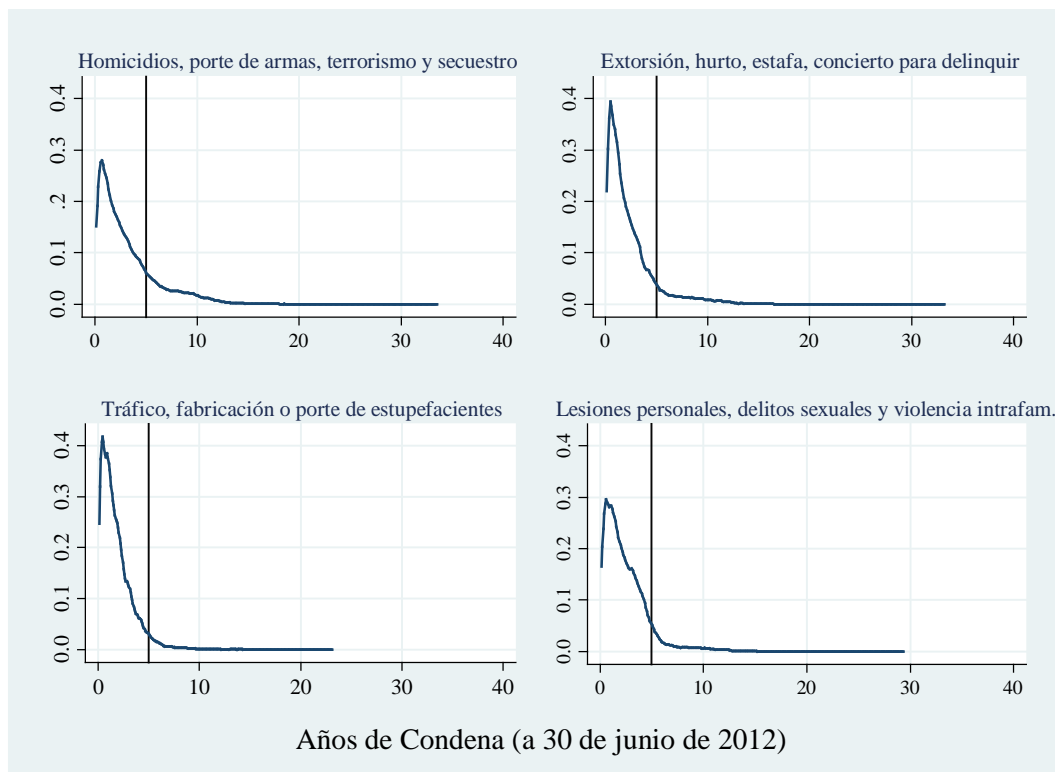 Homicidios, porte de armas, terrorismo y secuestro
0.4
0.3
.2
0.1
0.0
0 10 20 30 40
Extorsión, hurto, estafa, concierto para delinquir
0.4
0.3
0.2
0.1
0.0
0 10 20 30 40
Tráfico, fabricación o porte de estupefacientes
0.4
0.3
0.2
0.1
0.0
0 10 20 30 40
Lesiones personales, delitos sexuales y violencia intrafam.
0.4
0.3
0.2
0.1
0.0
0 10 20 30 40
Años de Condena (a 30 de junio de 2012)